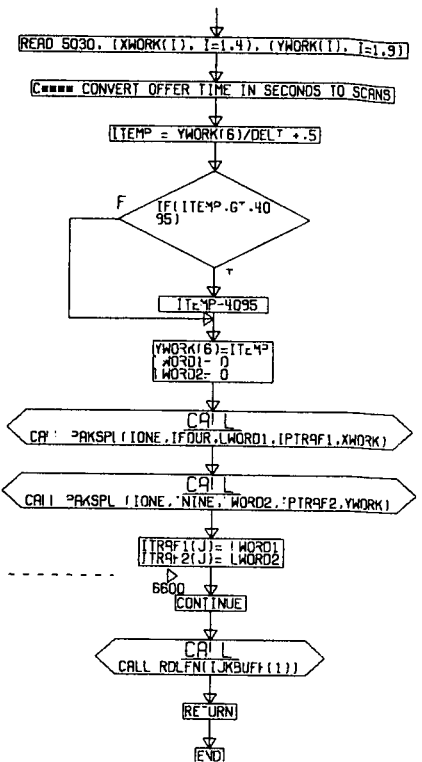 READ 5030, (XWORK(I), I=1.4), (YWORK(I), I=1.9)
C**** CONVERT OFFER TIME IN SECONDS TO SCANS
ITEMP = YWORK(6)/DELT +.5
F
IF(ITEMP.GT.40
95)
T
ITEMP-4095
YWORK(6)=ITEMP
LWORD1= 0
LWORD2= 0
CALL
CALL PAKSPL(IONE,IFOUR,LWORD1,IPTRAF1,XWORK)
CALL
CALL PAKSPL (IONE, NINE, WORD2,IPTRAF2,YWORK)
ITRAF1(J)= LWORD1
ITRAF2(J)= LWORD2
6600
CONTINUE
CALL
CALL RDLFN(IJKBUFF(1))
RETURN
END